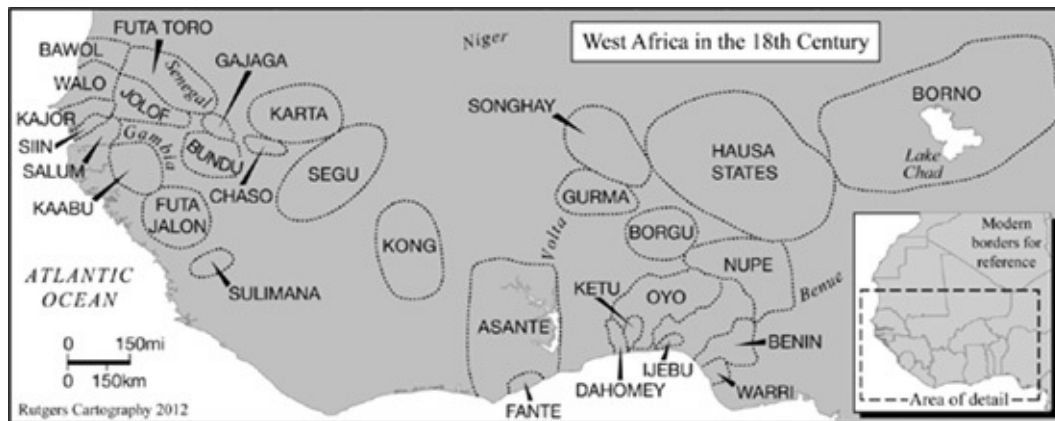 West Africa in the 18th Century
FUTA TORO
BAWOL
GAJAGA
Niger
Senegal
WALO
JOLOF
KARTA
SONGHAY
BORNO
KAJOR
SIIN
Gambia
BUNDU
HAUSA
STATES
Lake
Chad
SALUM
CHASO
SEGU
KAABU
GURMA
FUTA
JALON
KONG
Volta
BORGU
Modern
borders for
reference
ATLANTIC
OCEAN
SULIMANA
NUPE
KETU
OYO
Benue
ASANTE
BENIN
0 150mi
0 150km
IJEBU
DAHOMEY
WARRI
FANTE
Area of detail
Rutgers Cartography 2012